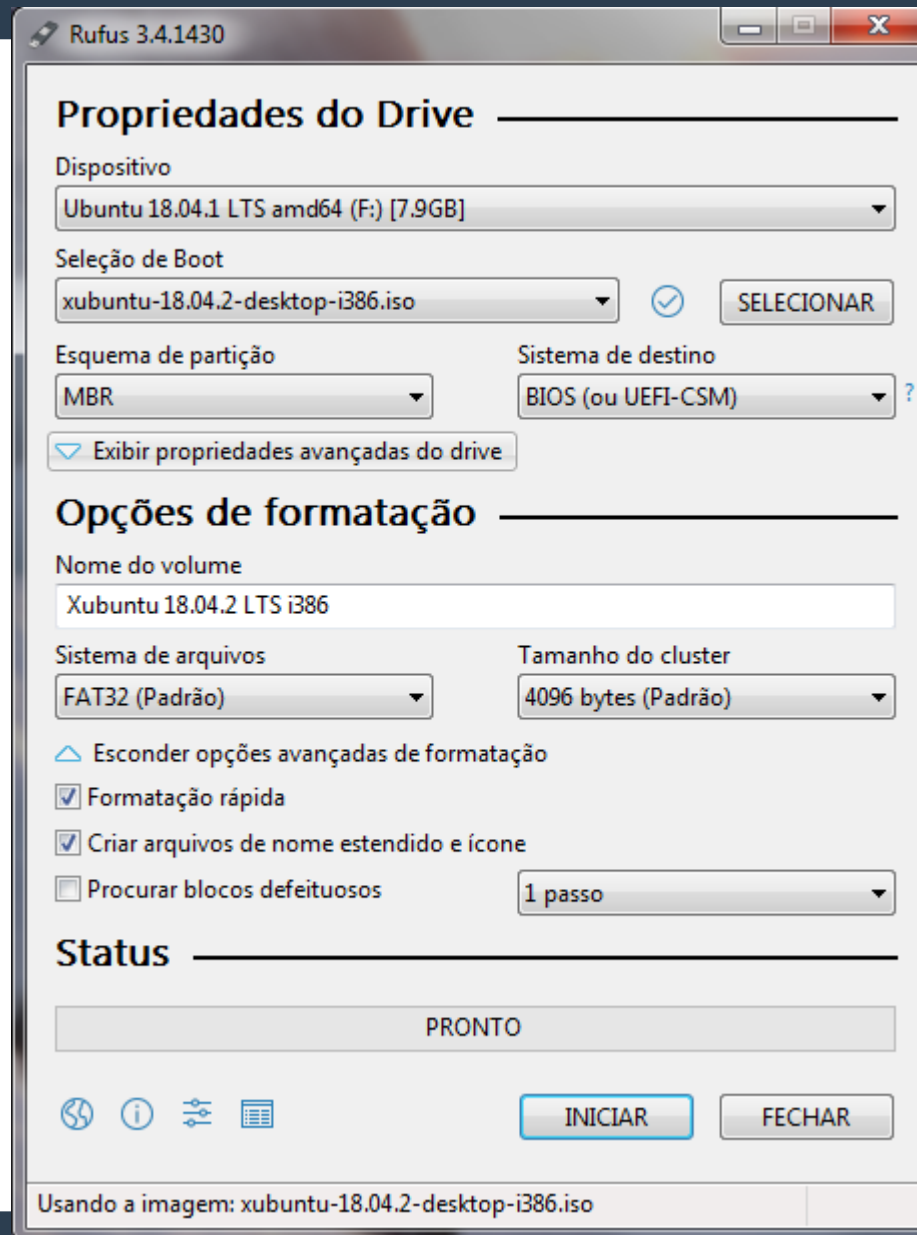 Rufus 3.4.1430
Propriedades do Drive
Dispositivo
Ubuntu 18.04.1 LTS amd64 (F:) [7.9GB]
Seleção de Boot
xubuntu-18.04.2-desktop-i386.iso
SELECIONAR
Esquema de partição
Sistema de destino
MBR
BIOS (ou UEFI-CSM)
?
Exibir propriedades avançadas do drive
Opções de formatação
Nome do volume
Xubuntu 18.04.2 LTS i386
Sistema de arquivos
Tamanho do cluster
FAT32 (Padrão)
4096 bytes (Padrão)
Esconder opções avançadas de formatação
Formatação rápida
Criar arquivos de nome estendido e ícone
Procurar blocos defeituosos
1 passo
Status
PRONTO
INICIAR
FECHAR
Usando a imagem: xubuntu-18.04.2-desktop-i386.iso